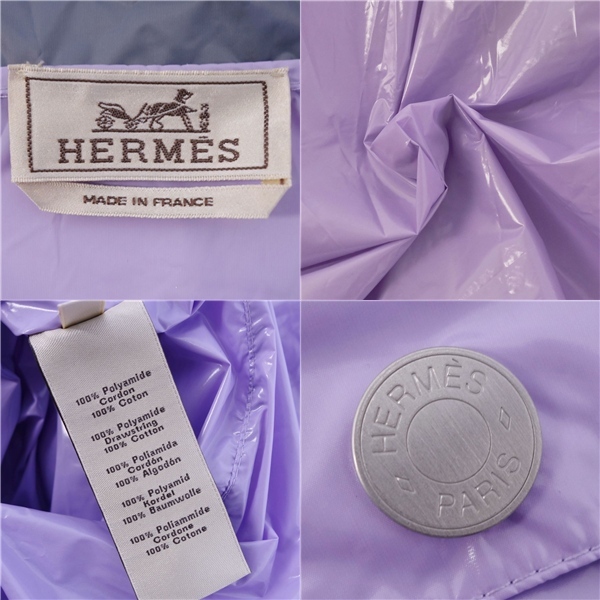 HERMÈS
MADE IN FRANCE
100% Polyamide
Cordon
100% Coton
100% Polyamide
Drawstring
100% Cotton
100% Poliamida
Cordón
100% Algodón
100% Polyamid
Kordel
100% Baumwolle
100% Poliammide
Cordone
100% Cotone
HERMÈS
PARIS